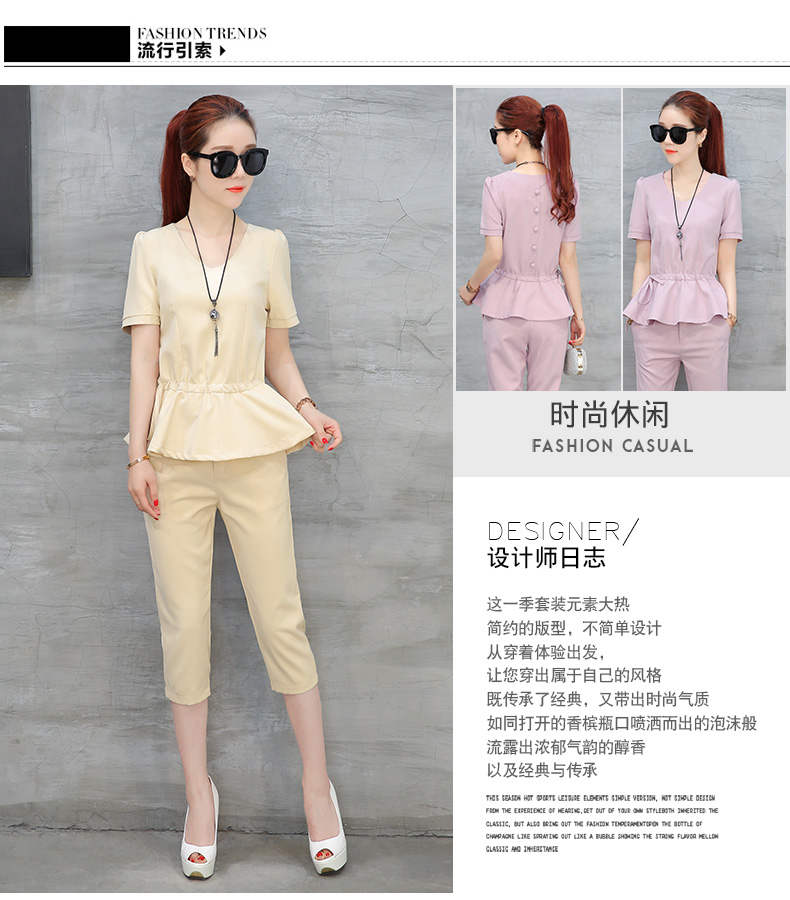 FASHION TRENDS
流行引索
时尚休闲
FASHION CASUAL
DESIGNER/
设计师日志
这一季套装元素大热
简约的版型，不简单设计
从穿着体验出发，
让您穿出属于自己的风格
既传承了经典，又带出时尚气质
如同打开的香槟瓶口喷洒而出的泡沫般
流露出浓郁气韵的醇香
以及经典与传承
THIS SEASON HOT SPORTS LEISURE ELEMENTS SIMPLE VERSION, NOT SIMPLE DESIGN
FROM THE EXPERIENCE OF WEARING,GET OUT OF YOUR OWN STYLEBOTH INHERITED THE
CLASSIC, BUT ALSO BRING OUT THE FASHION TEMPERAMENTOPEN THE BOTTLE OF
CHAMPAGNE LIKE SPRAYING OUT LIKE A BUBBLE SHOWING THE STRONG FLAVOR MELLOW
CLASSIC AND INHERITANCE